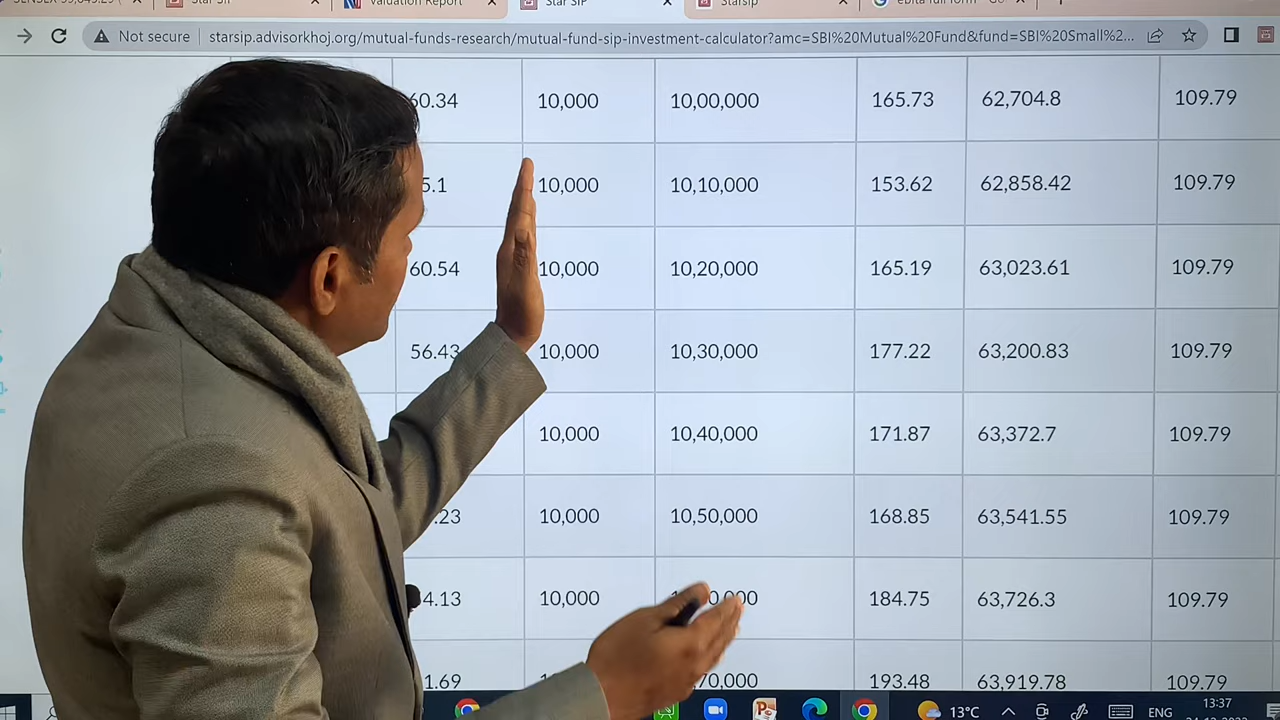 Valuation Report
Star SIP
Starsip
Not secure
starsip.advisorkhoj.org/mutual-funds-research/mutual-fund-sip-investment-calculator?amc=SBI%20Mutual%20Fund&fund=SBI%20Small%2...
60.34 10,000 10,00,000 165.73 62,704.8 109.79
5.1 10,000 10,10,000 153.62 62,858.42 109.79
60.54 10,000 10,20,000 165.19 63,023.61 109.79
56.43 10,000 10,30,000 177.22 63,200.83 109.79
10,000 10,40,000 171.87 63,372.7 109.79
.23 10,000 10,50,000 168.85 63,541.55 109.79
4.13 10,000 184.75 63,726.3 109.79
1.69 70,000 193.48 63,919.78 109.79
13°C ENG 13:37